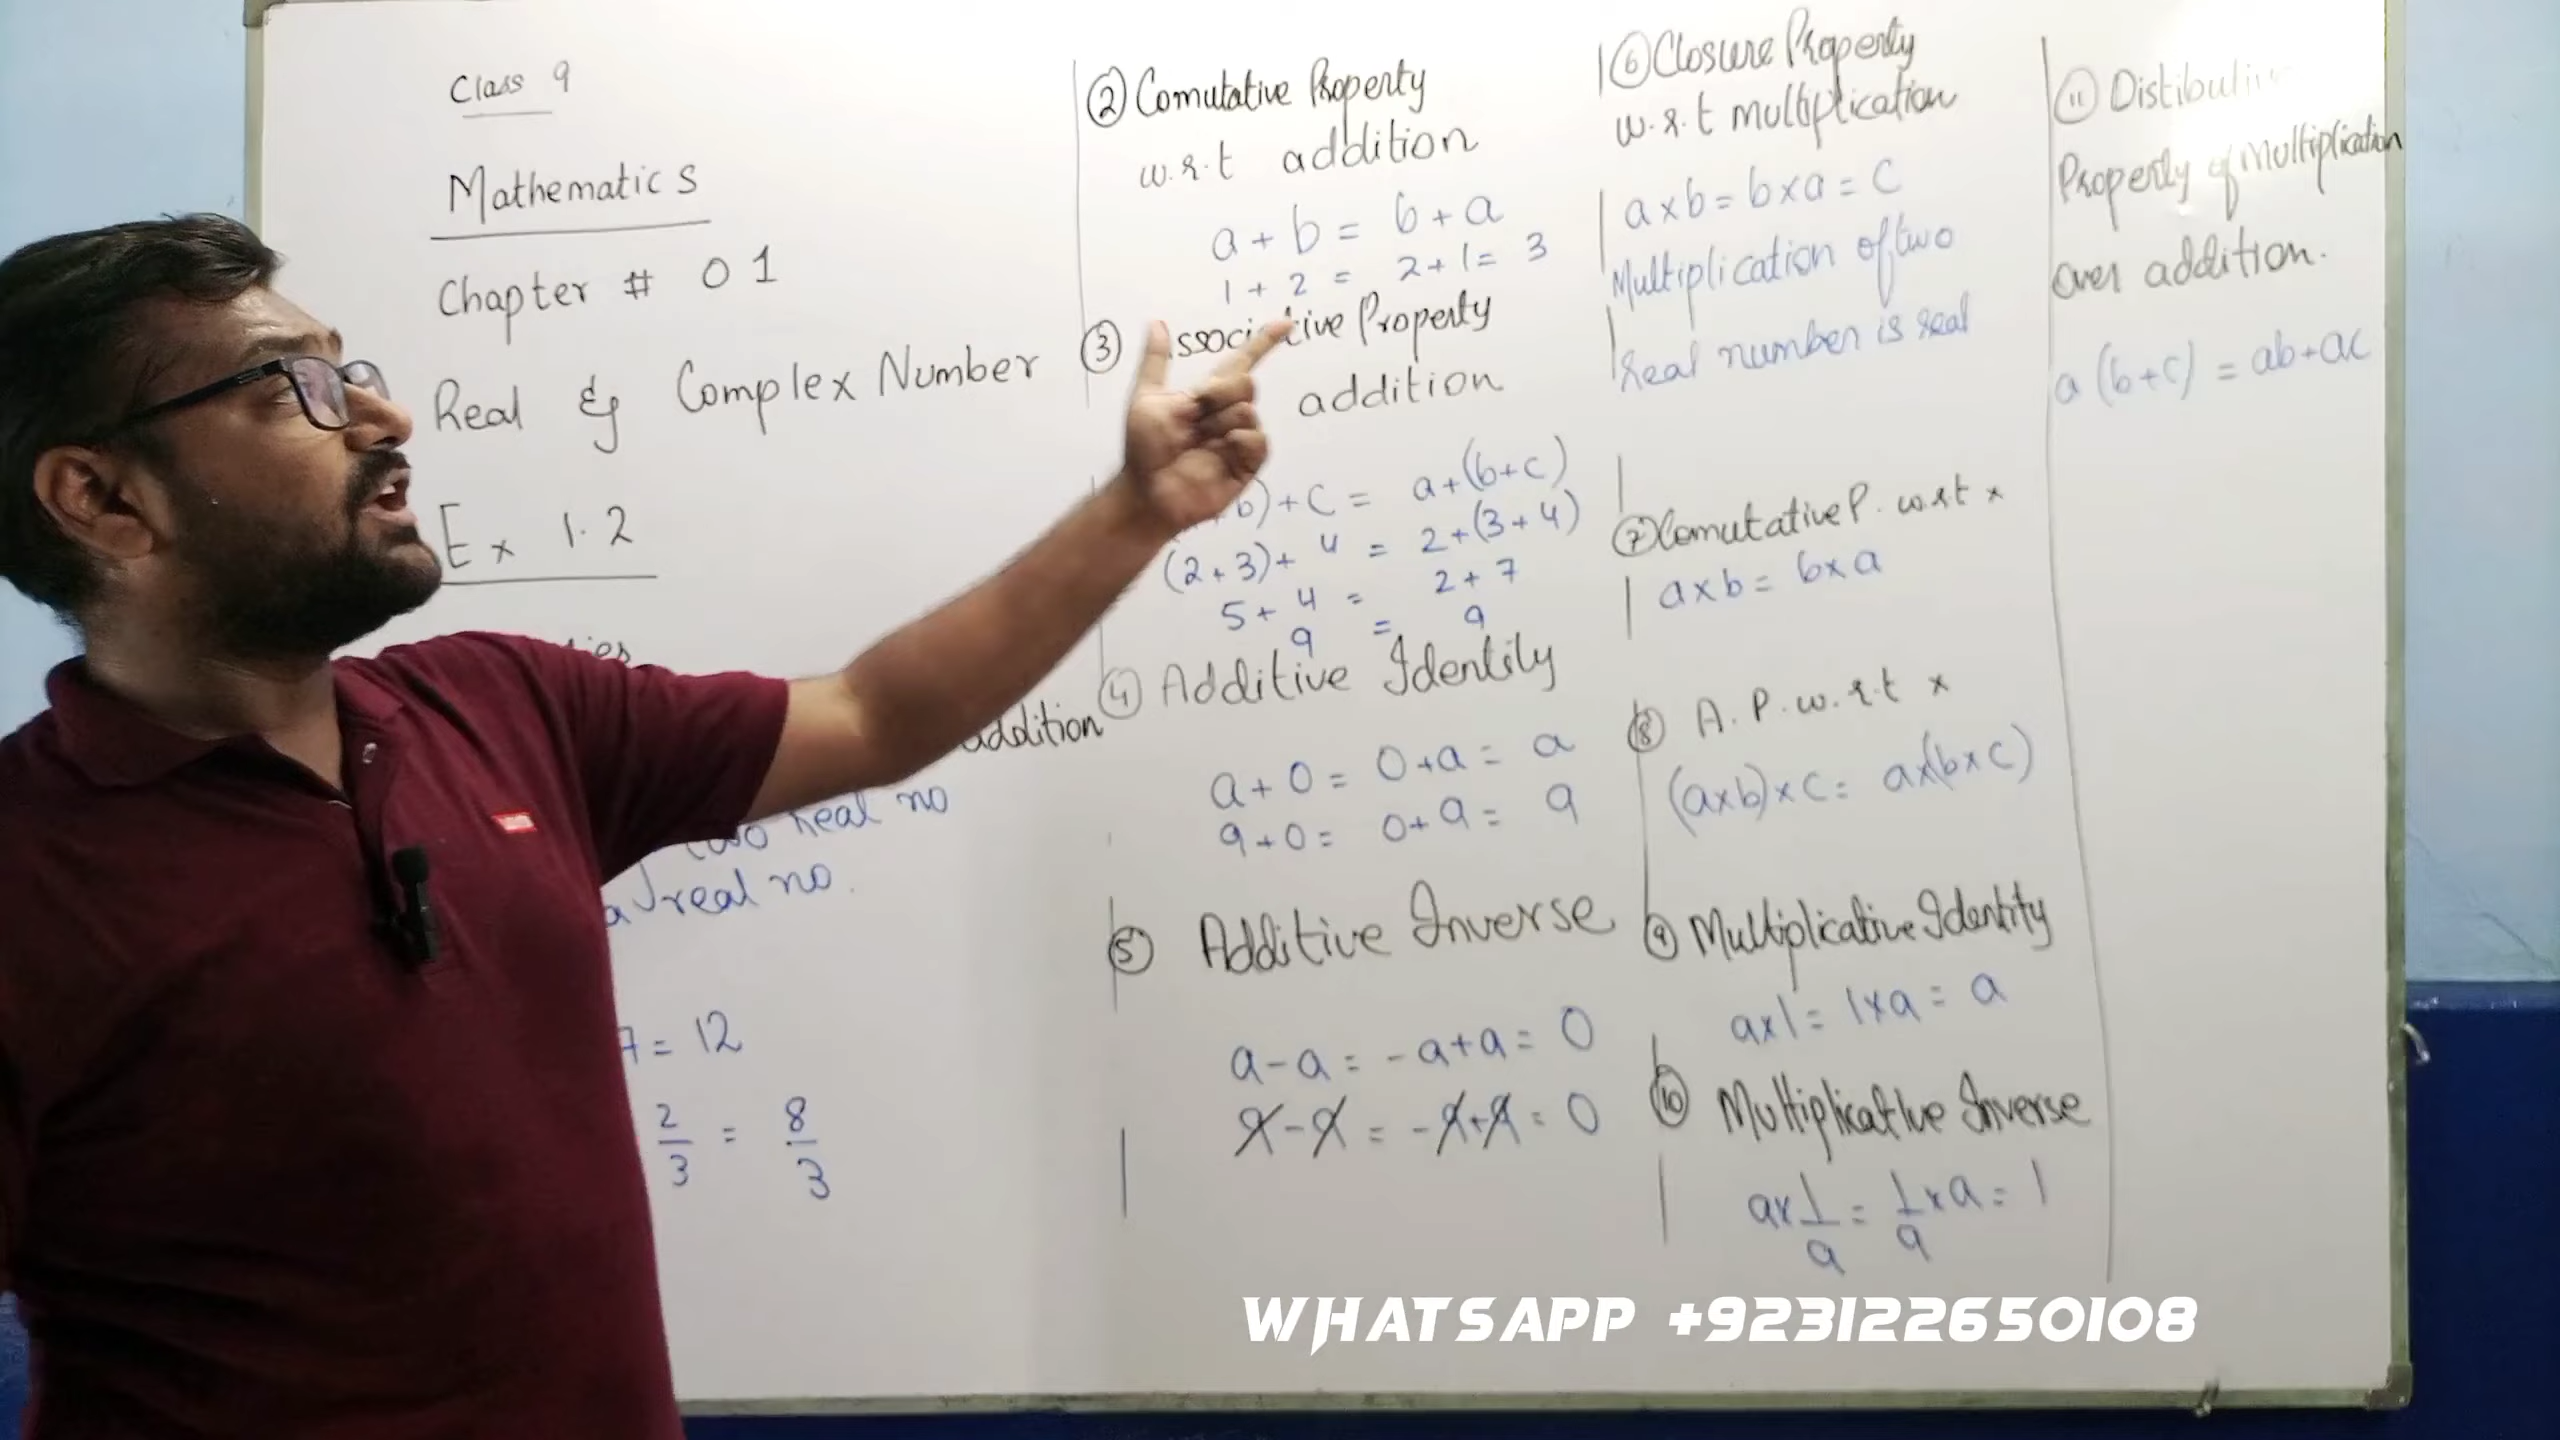 Class 9
Mathematics
Chapter # 01
Real & Complex Number
Ex 1.2
addition
two real no
a real no.
7 = 12
2/3 = 8/3
② Comutative Property
w.r.t addition
a + b = b + a
1 + 2 = 2 + 1 = 3
③ Associative Property
addition
b) + c = a + (b + c)
(2 + 3) + 4 = 2 + (3 + 4)
5 + 4 = 2 + 7
9 = 9
④ Additive Identity
a + 0 = 0 + a = a
9 + 0 = 0 + 9 = 9
⑤ Additive Inverse
a - a = -a + a = 0
= 0
⑥ Closure Property
w.r.t multiplication
a x b = b x a = c
Multiplication of two
real number is real
⑦ Comutative P. w.r.t x
a x b = b x a
⑧ A. P. w.r.t x
(a x b) x c = a x (b x c)
⑨ Multiplicative Identity
a x 1 = 1 x a = a
⑩ Multiplicative Inverse
a x 1/a = 1/a x a = 1
⑪
Property of Multiplication
over addition.
a (b + c) = ab + ac
WHATSAPP +923122650108